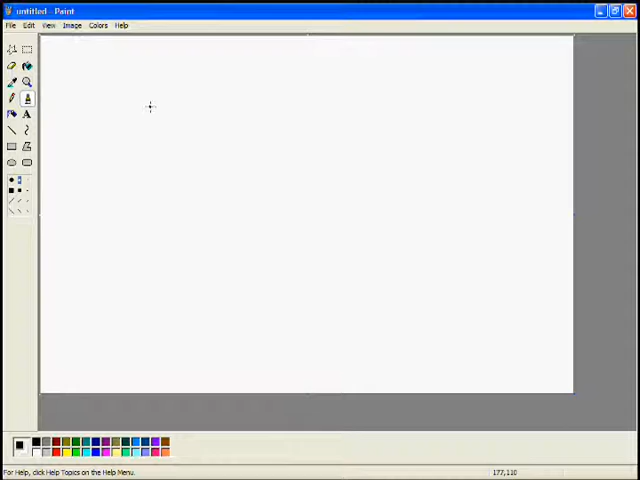 untitled - Paint
File Edit View Image Colors Help
A
For Help, click Help Topics on the Help Menu.
177,110